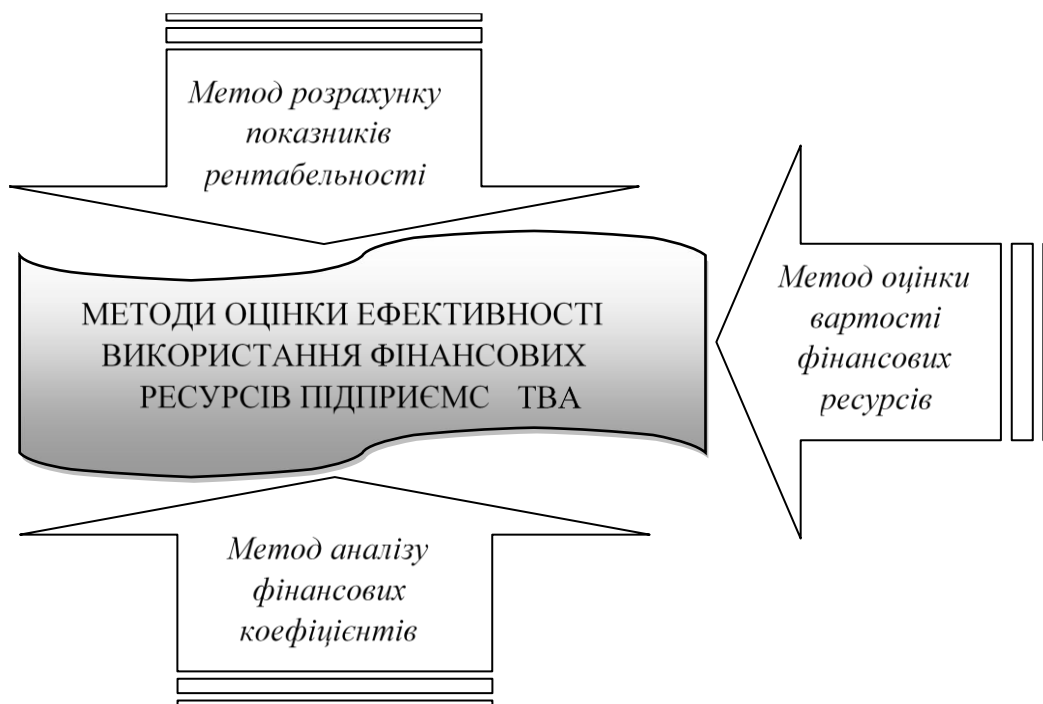 Метод розрахунку
показників
рентабельності
МЕТОДИ ОЦІНКИ ЕФЕКТИВНОСТІ
ВИКОРИСТАННЯ ФІНАНСОВИХ
РЕСУРСІВ ПІДПРИЄМС ТВА
Метод оцінки
вартості
фінансових
ресурсів
Метод аналізу
фінансових
коефіцієнтів